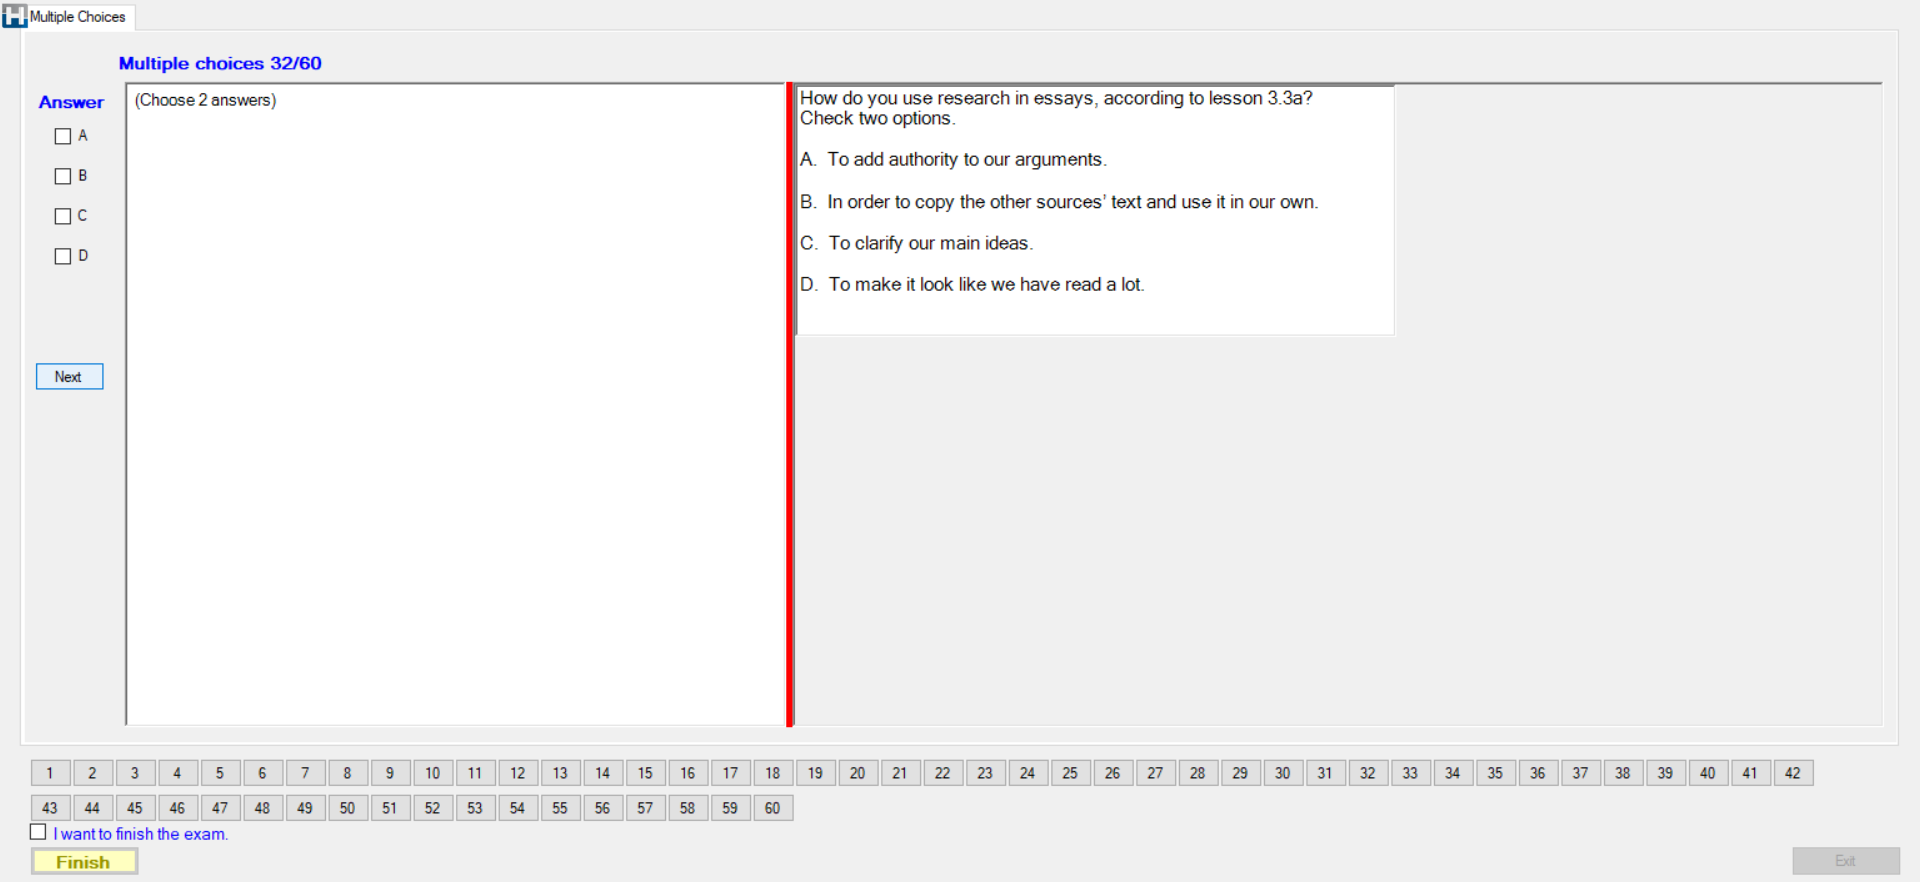 Multiple Choices
Multiple choices 32/60
Answer
A
B
C
D
Next
(Choose 2 answers)
How do you use research in essays, according to lesson 3.3a?
Check two options.
A. To add authority to our arguments.
B. In order to copy the other sources’ text and use it in our own.
C. To clarify our main ideas.
D. To make it look like we have read a lot.
1 2 3 4 5 6 7 8 9 10 11 12 13 14 15 16 17 18 19 20 21 22 23 24 25 26 27 28 29 30 31 32 33 34 35 36 37 38 39 40 41 42
43 44 45 46 47 48 49 50 51 52 53 54 55 56 57 58 59 60
I want to finish the exam.
Finish
Exit